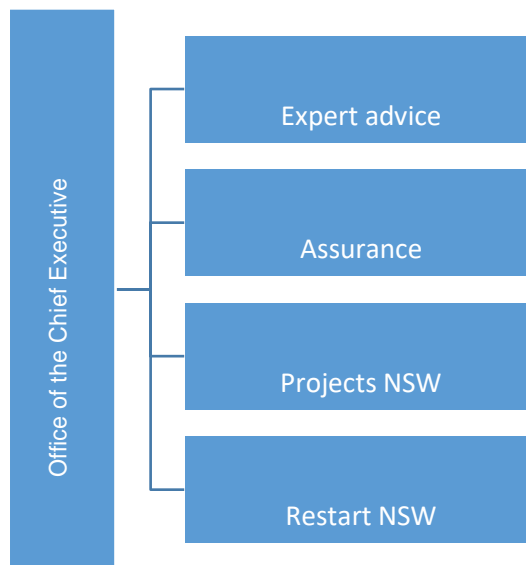 Office of the Chief Executive
Expert advice
Assurance
Projects NSW
Restart NSW